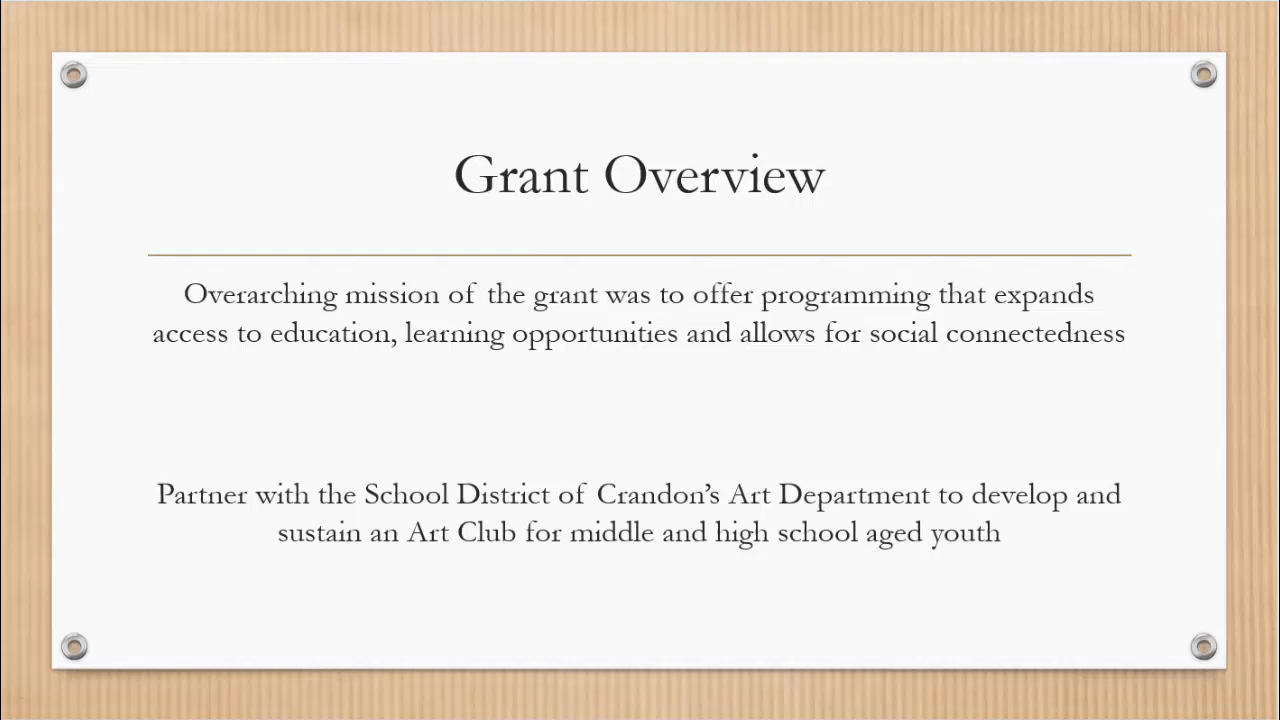 Grant Overview
Overarching mission of the grant was to offer programming that expands
access to education, learning opportunities and allows for social connectedness
Partner with the School District of Crandon’s Art Department to develop and
sustain an Art Club for middle and high school aged youth